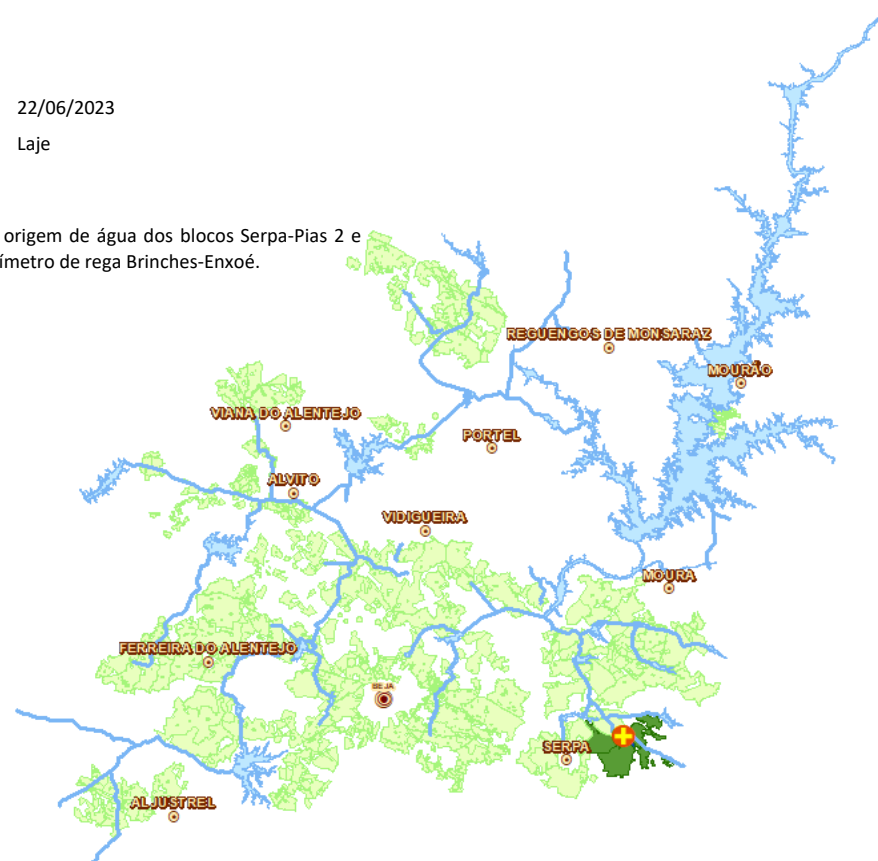 22/06/2023
Laje
origem de água dos blocos Serpa-Pias 2 e
ímetro de rega Brinches-Enxoé.
REGUENGOS DE MONSARAZ
MOURÃO
VIANA DO ALENTEJO
PORTEL
ALVITO
VIDIGUEIRA
MOURA
FERREIRA DO ALENTEJO
BEJA
SERPA
ALJUSTREL